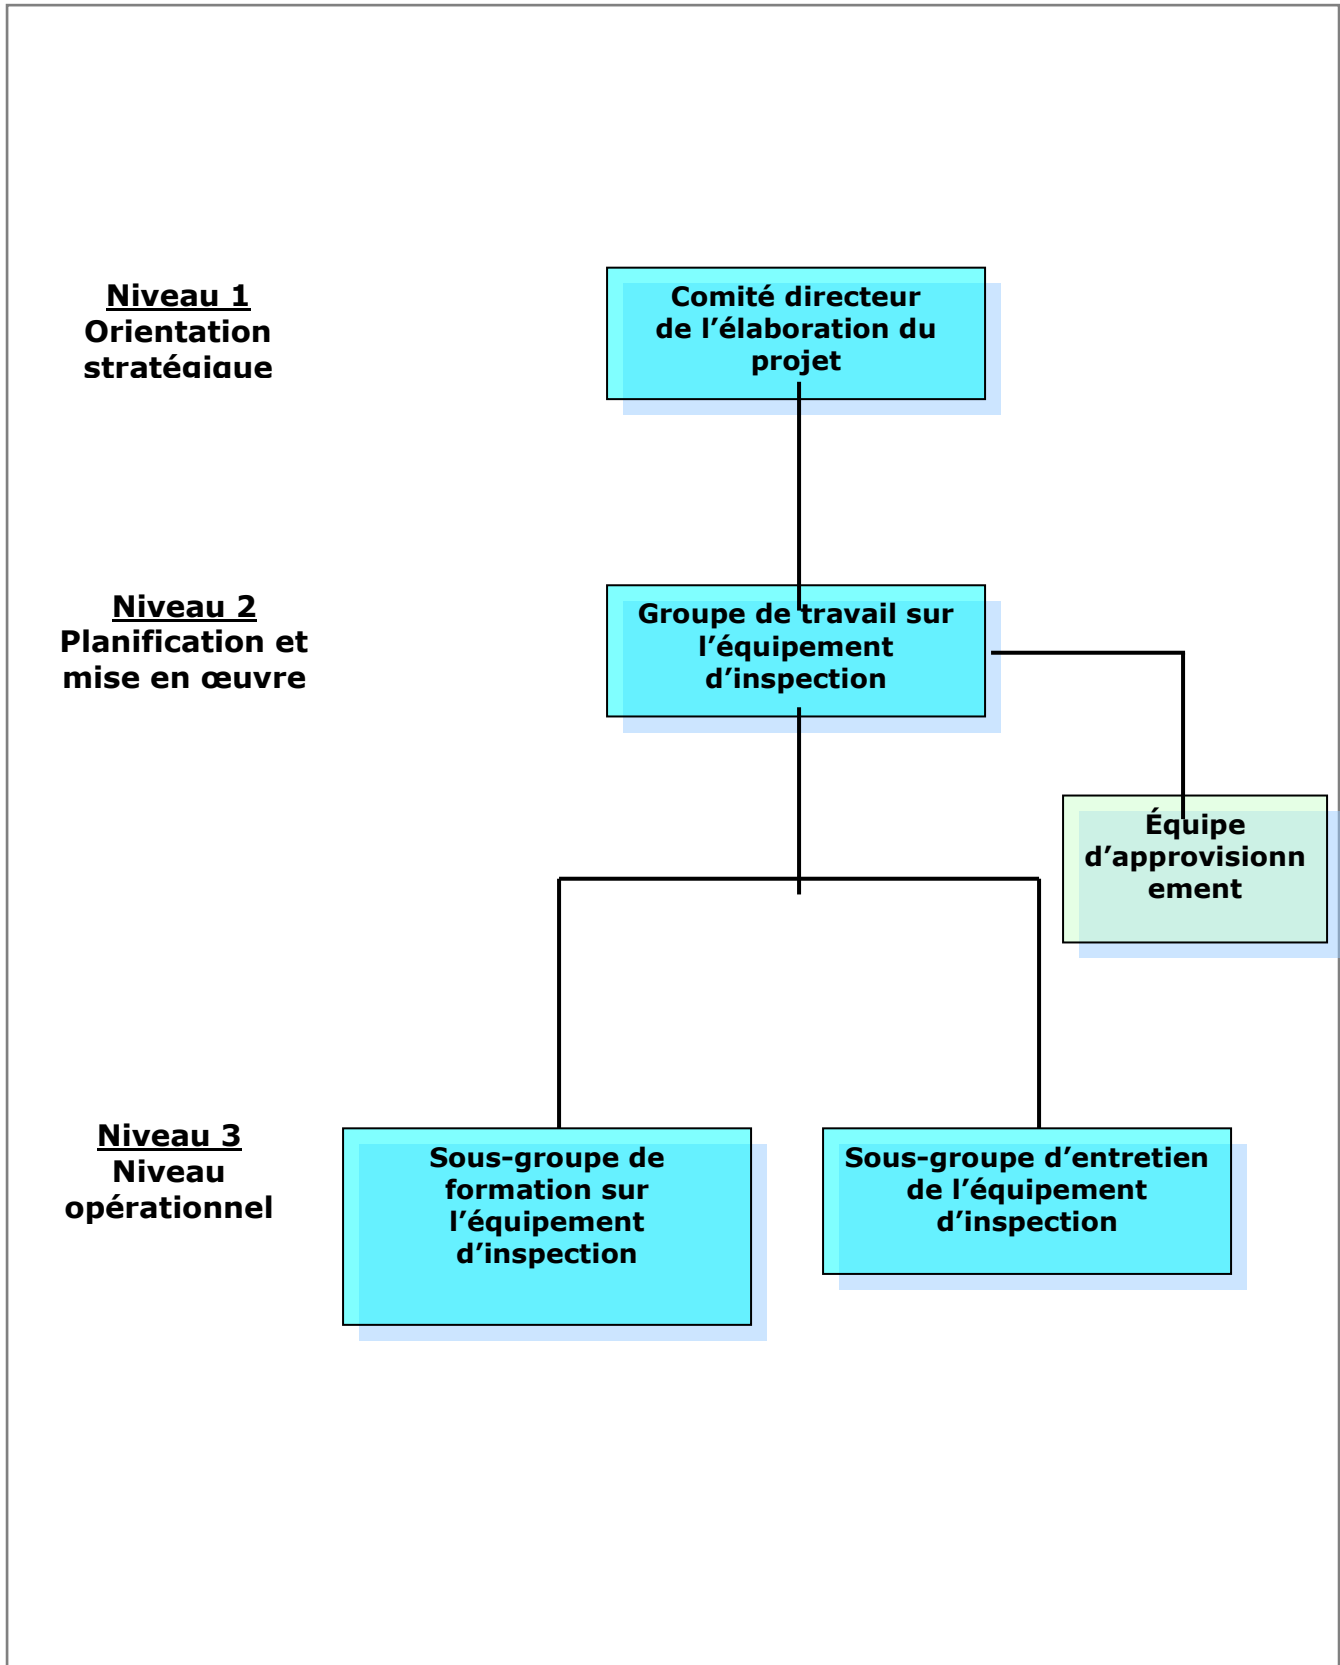 Niveau 1
Orientation
stratégique
Comité directeur
de l’élaboration du
projet
Niveau 2
Planification et
mise en œuvre
Groupe de travail sur
l’équipement
d’inspection
Équipe
d’approvisionn
ement
Niveau 3
Niveau
opérationnel
Sous-groupe de
formation sur
l’équipement
d’inspection
Sous-groupe d’entretien
de l’équipement
d’inspection